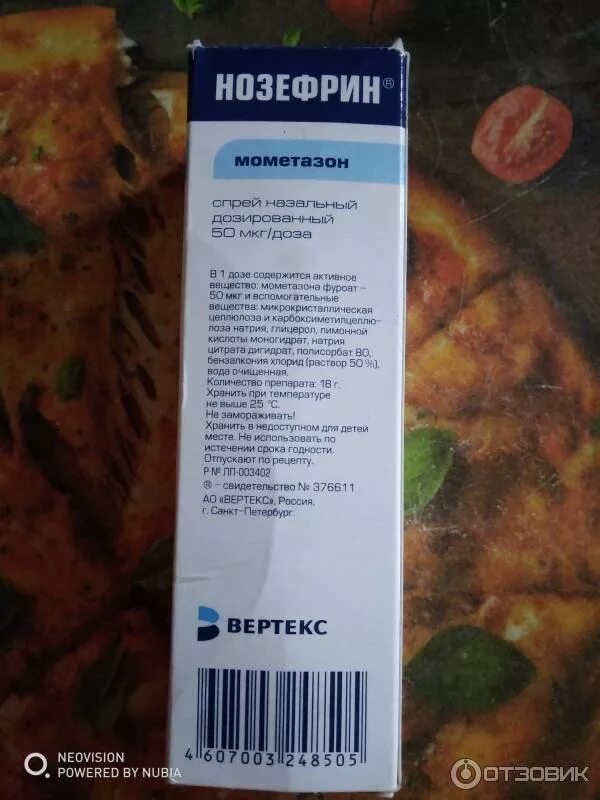 НОЗЕФРИН®
мометазон
спрей назальный
дозированный
50 мкг/доза
В 1 дозе содержится активное
вещество: мометазона фуроат –
50 мкг и вспомогательные
вещества: микрокристаллическая
целлюлоза и карбоксиметилцеллю-
лоза натрия, глицерол, лимонной
кислоты моногидрат, натрия
цитрата дигидрат, полисорбат 80,
бензалкония хлорид (раствор 50 %),
вода очищенная.
Количество препарата: 18 г.
Хранить при температуре
не выше 25 °С.
Не замораживать!
Хранить в недоступном для детей
месте. Не использовать по
истечении срока годности.
Отпускают по рецепту.
Р № ЛП-003402
® – свидетельство № 376611
АО «ВЕРТЕКС», Россия,
г. Санкт-Петербург.
ВЕРТЕКС
4 607003 248505
NEOVISION
POWERED BY NUBIA
ОТЗОВИК